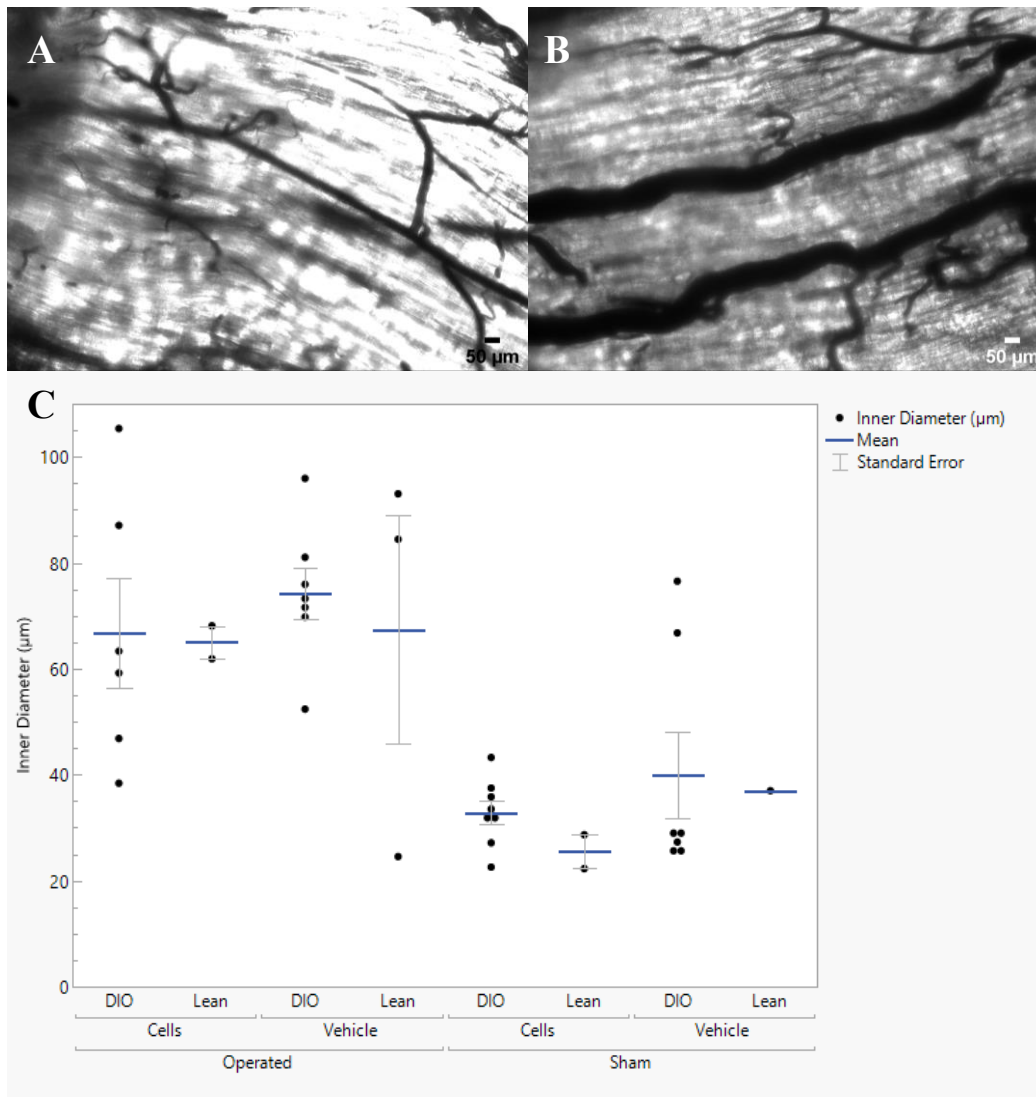 A
B
50 µm
50 µm
C
Inner Diameter (µm)
Mean
Standard Error
100
80
60
40
20
0
Inner Diameter (µm)
DIO Lean DIO Lean DIO Lean DIO Lean
Cells Vehicle Cells Vehicle
Operated Sham